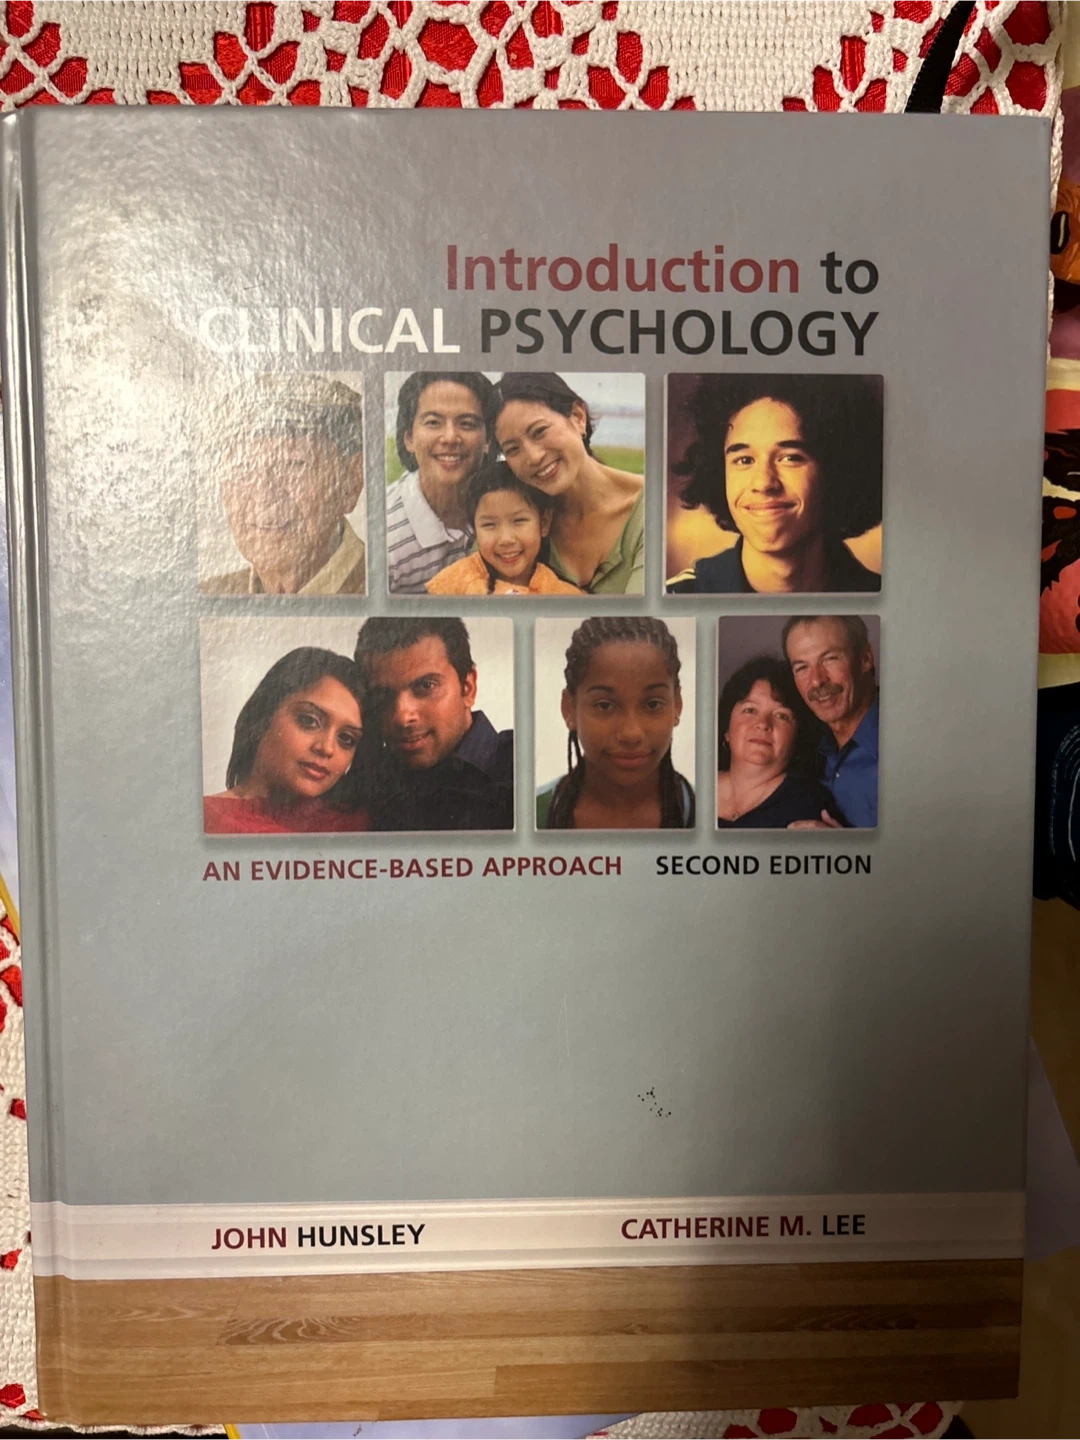 Introduction to
CLINICAL PSYCHOLOGY
AN EVIDENCE-BASED APPROACH SECOND EDITION
JOHN HUNSLEY CATHERINE M. LEE